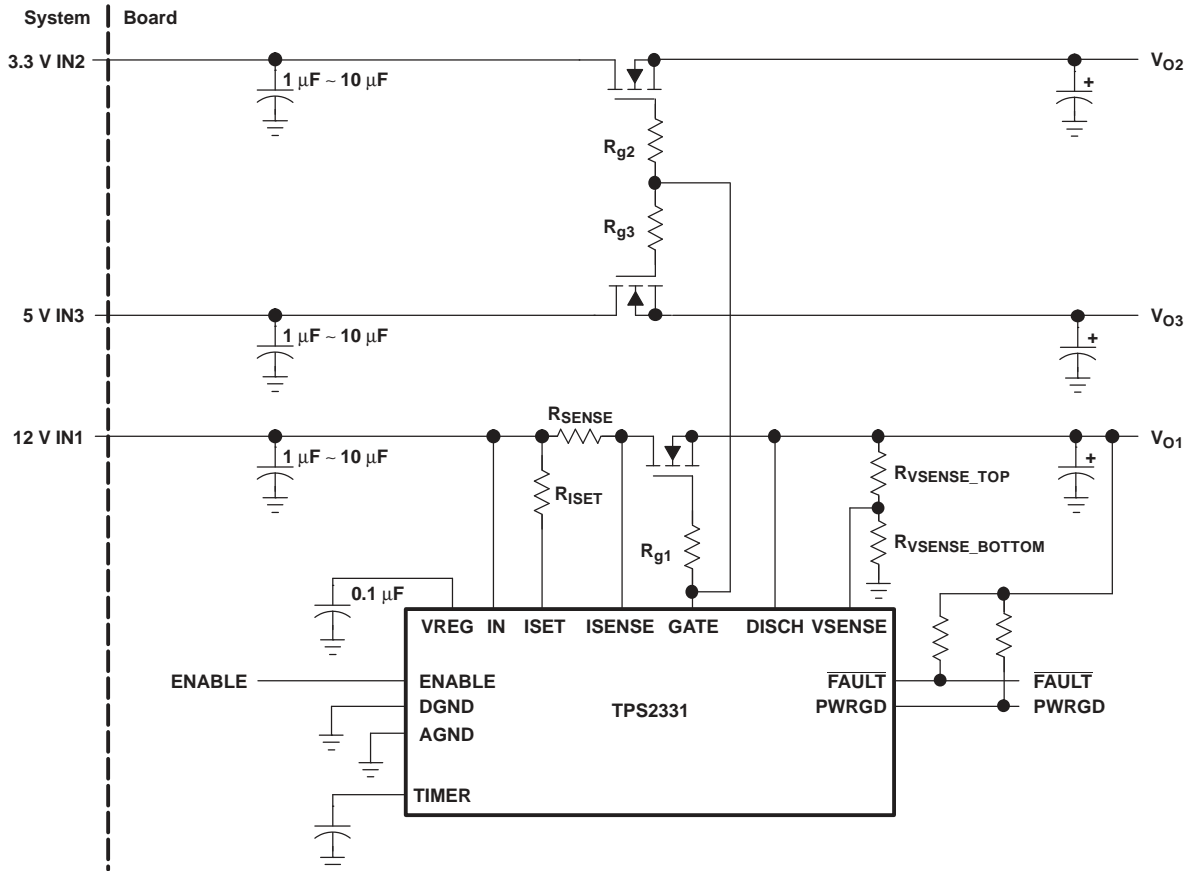 System
Board
3.3 V IN2
1 μF ~ 10 μF
+
VO2
Rg2
Rg3
5 V IN3
1 μF ~ 10 μF
+
VO3
RSENSE
12 V IN1
1 μF ~ 10 μF
+
VO1
RISET
RVSENSE_TOP
Rg1
RVSENSE_BOTTOM
0.1 μF
VREG IN ISET ISENSE GATE DISCH VSENSE
ENABLE
ENABLE
FAULT
FAULT
DGND
TPS2331
PWRGD
PWRGD
AGND
TIMER